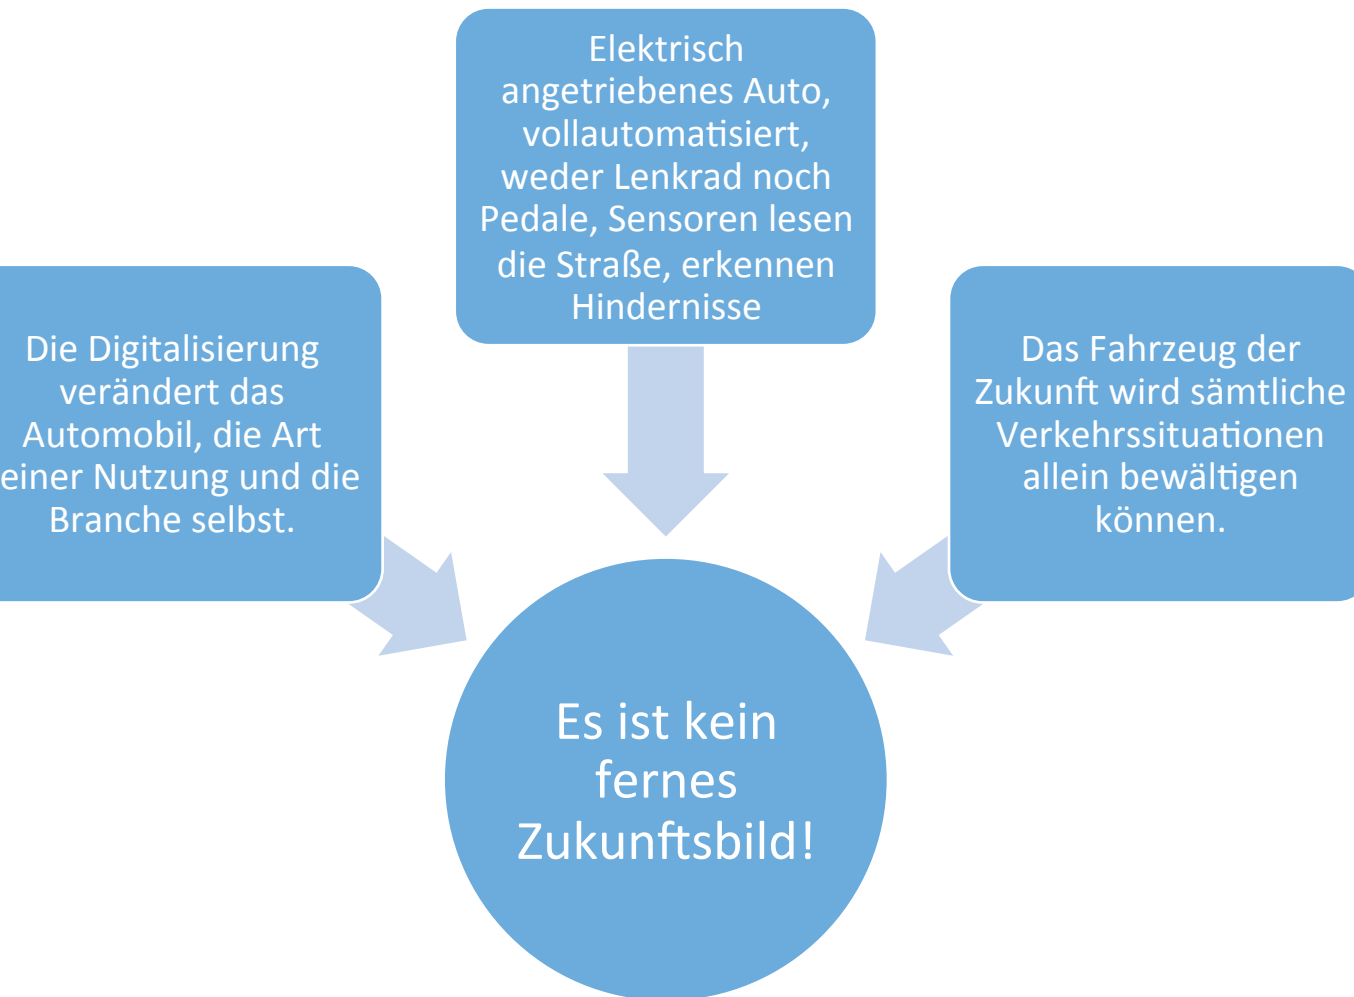 Elektrisch
angetriebenes Auto,
vollautomatisiert,
weder Lenkrad noch
Pedale, Sensoren lesen
die Straße, erkennen
Hindernisse
Die Digitalisierung
verändert das
Automobil, die Art
einer Nutzung und die
Branche selbst.
Das Fahrzeug der
Zukunft wird sämtliche
Verkehrssituationen
allein bewältigen
können.
Es ist kein
fernes
Zukunftsbild!